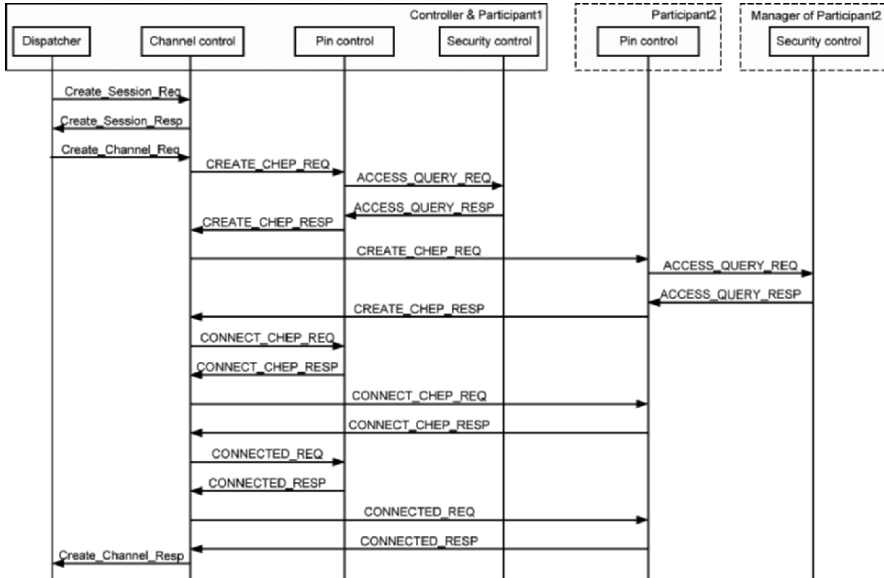 Controller & Participant1
Participant2
Manager of Participant2
Dispatcher
Channel control
Pin control
Security control
Pin control
Security control
Create_Session_Req
Create_Session_Resp
Create_Channel_Req
CREATE_CHEP_REQ
ACCESS_QUERY_REQ
ACCESS_QUERY_RESP
CREATE_CHEP_RESP
CREATE_CHEP_REQ
ACCESS_QUERY_REQ
ACCESS_QUERY_RESP
CREATE_CHEP_RESP
CONNECT_CHEP_REQ
CONNECT_CHEP_RESP
CONNECT_CHEP_REQ
CONNECT_CHEP_RESP
CONNECTED_REQ
CONNECTED_RESP
CONNECTED_REQ
CONNECTED_RESP
Create_Channel_Resp